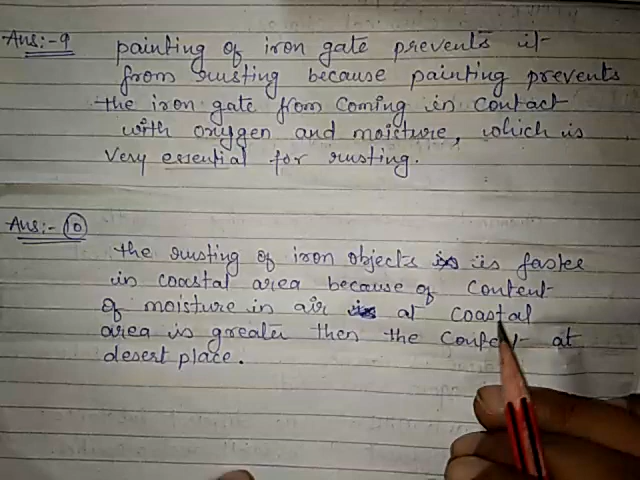 Ans:-9 painting of iron gate prevents it
from rusting because painting prevents
the iron gate from coming in contact
with oxygen and moisture, which is
very essential for rusting.
Ans:- 10
the rusting of iron objects is faster
in coastal area because of content
of moisture in air at coastal
area is greater then the content at
desert place.